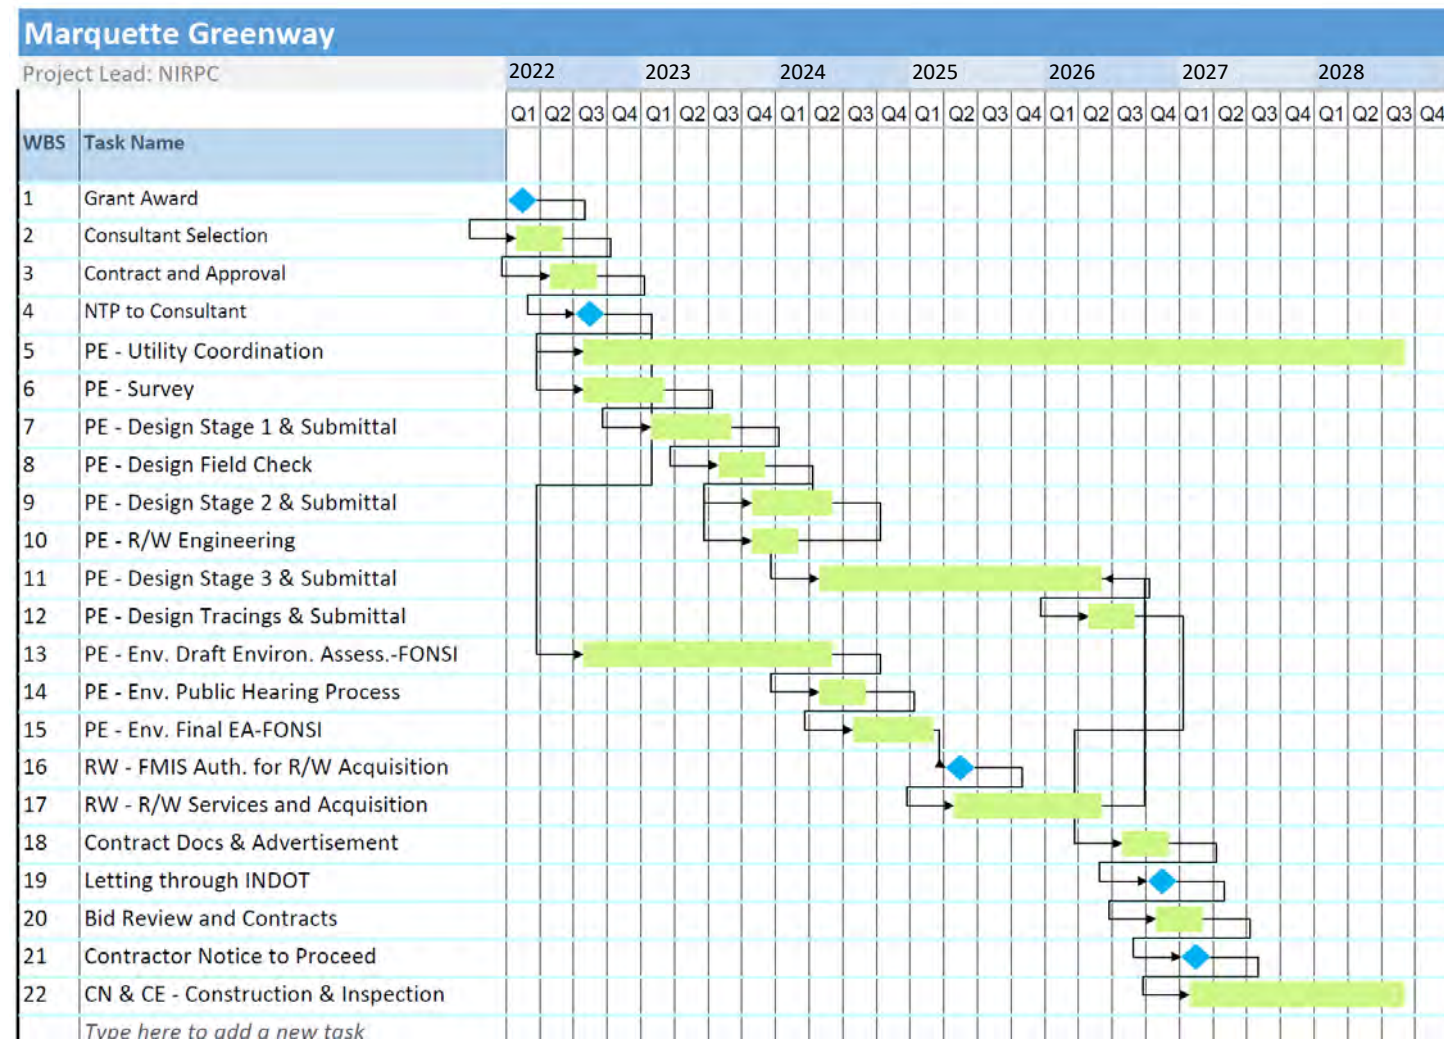 Marquette Greenway
Project Lead: NIRPC 2022 2023 2024 2025 2026 2027 2028
Q1 Q2 Q3 Q4 Q1 Q2 Q3 Q4 Q1 Q2 Q3 Q4 Q1 Q2 Q3 Q4 Q1 Q2 Q3 Q4 Q1 Q2 Q3 Q4 Q1 Q2 Q3 Q4
WBS Task Name
1 Grant Award
2 Consultant Selection
3 Contract and Approval
4 NTP to Consultant
5 PE - Utility Coordination
6 PE - Survey
7 PE - Design Stage 1 & Submittal
8 PE - Design Field Check
9 PE - Design Stage 2 & Submittal
10 PE - R/W Engineering
11 PE - Design Stage 3 & Submittal
12 PE - Design Tracings & Submittal
13 PE - Env. Draft Environ. Assess.-FONSI
14 PE - Env. Public Hearing Process
15 PE - Env. Final EA-FONSI
16 RW - FMIS Auth. for R/W Acquisition
17 RW - R/W Services and Acquisition
18 Contract Docs & Advertisement
19 Letting through INDOT
20 Bid Review and Contracts
21 Contractor Notice to Proceed
22 CN & CE - Construction & Inspection
Type here to add a new task